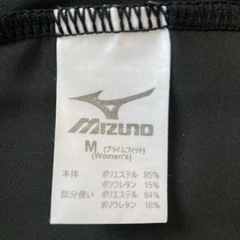 MIZUNO
M (プライムフィット)
(Women's)
本体 ポリエステル 85%
ポリウレタン 15%
部分使い ポリエステル 84%
ポリウレタン 16%